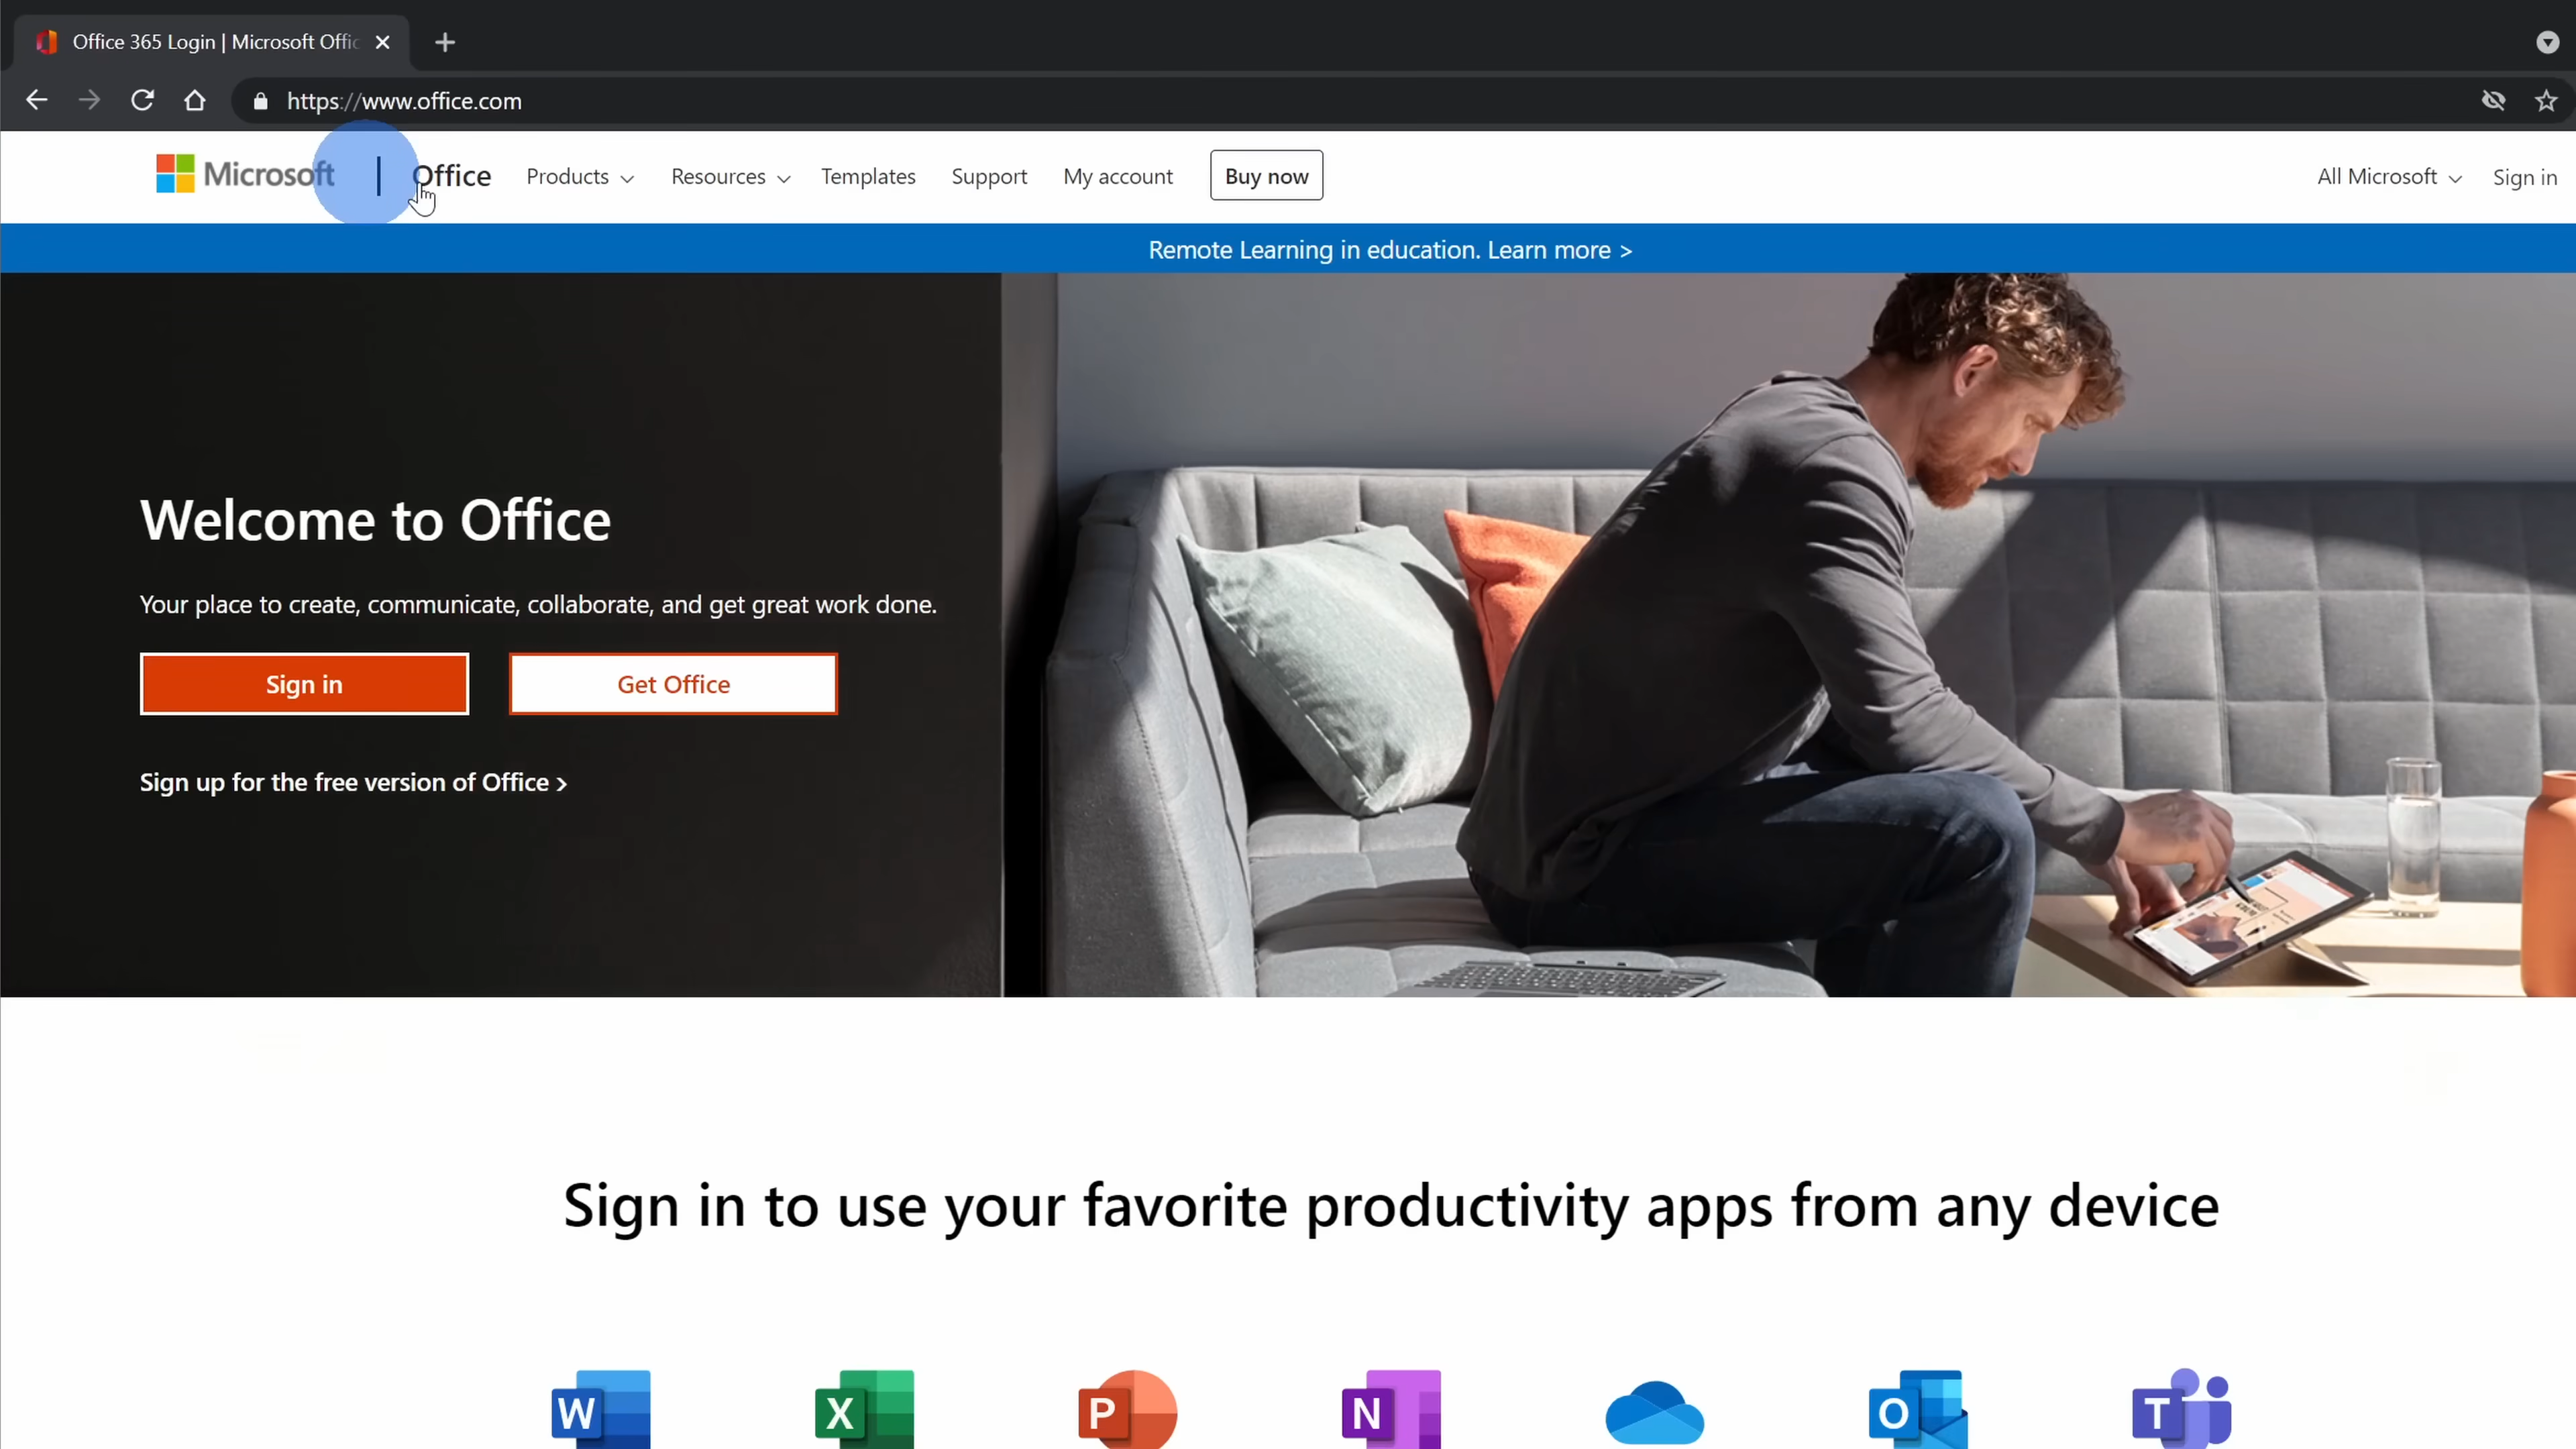 Office 365 Login | Microsoft Offic
https://www.office.com
Microsoft | Office Products Resources Templates Support My account Buy now All Microsoft Sign in
Remote Learning in education. Learn more >
Welcome to Office
Your place to create, communicate, collaborate, and get great work done.
Sign in Get Office
Sign up for the free version of Office >
Sign in to use your favorite productivity apps from any device
W X P N O T